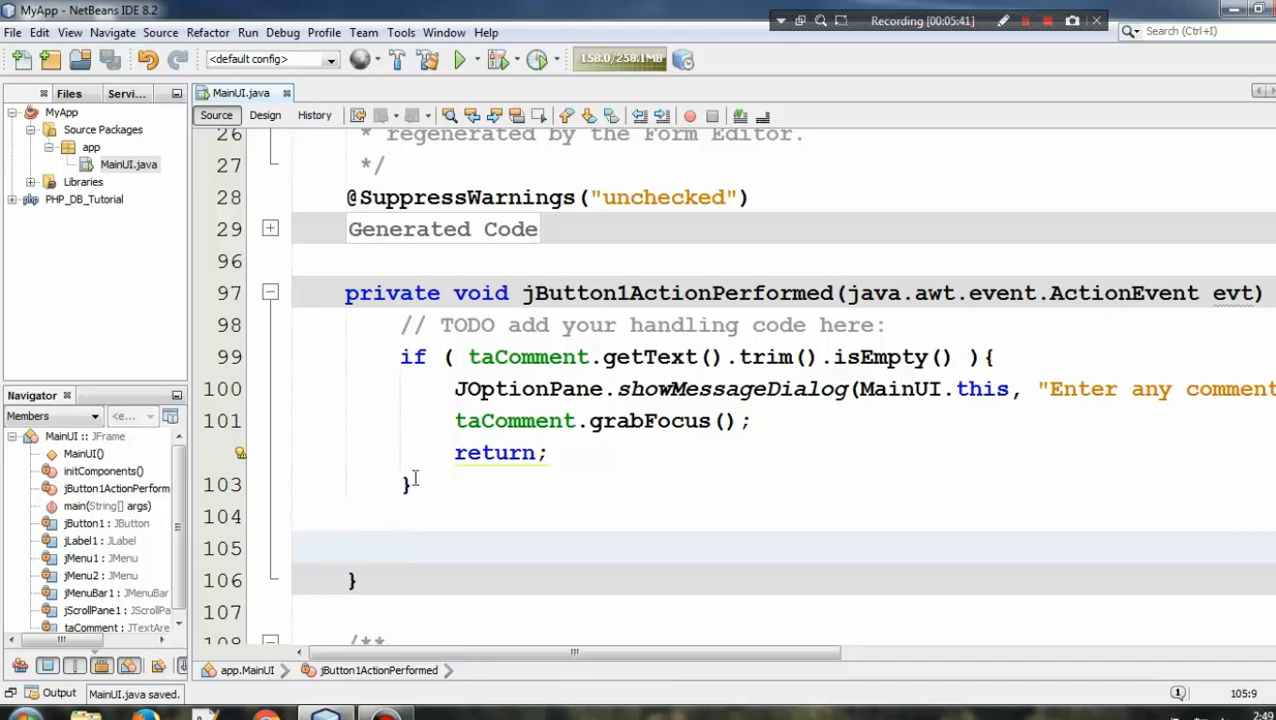 MyApp - NetBeans IDE 8.2
Recording [00:05:41]
File Edit View Navigate Source Refactor Run Debug Profile Team Tools Window Help
Search (Ctrl+I)
<default config>
158.0/258.1MB
Files Servi...
MainUI.java
MyApp
Source Packages
app
MainUI.java
Libraries
PHP_DB_Tutorial
Source Design History
26 * regenerated by the Form Editor.
27 */
28 @SuppressWarnings("unchecked")
29 Generated Code
96
97 private void jButton1ActionPerformed(java.awt.event.ActionEvent evt)
98 // TODO add your handling code here:
99 if ( taComment.getText().trim().isEmpty() ){
100 JOptionPane.showMessageDialog(MainUI.this, "Enter any comment
101 taComment.grabFocus();
return;
103 }
104
105
106 }
107
108 /**
Navigator
Members <e...
MainUI :: JFrame
MainUI()
initComponents()
jButton1ActionPerform
main(String[] args)
jButton1 : JButton
jLabel1 : JLabel
jMenu1 : JMenu
jMenu2 : JMenu
jMenuBar1 : JMenuBar
jScrollPane1 : JScrollPa
taComment : JTextAre
app.MainUI jButton1ActionPerformed
Output MainUI.java saved.
1 105:9
2:40